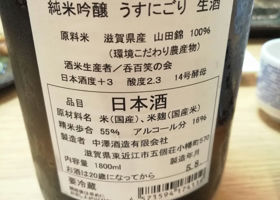 純米吟醸 うすにごり 生酒
原料米 滋賀県産 山田錦 100%
(環境こだわり農産物)
酒米生産者/呑百笑の会
日本酒度+3 酸度2.3 14号酵母
品目 日本酒
原材料名 米(国産)、米麹(国産米)
精米歩合 55% アルコール分 16%
製造者 中澤酒造有限会社
滋賀県東近江市五個荘小幡町570
内容量 1800ml 製造年月
お酒は20歳になってから 5.8
要冷蔵